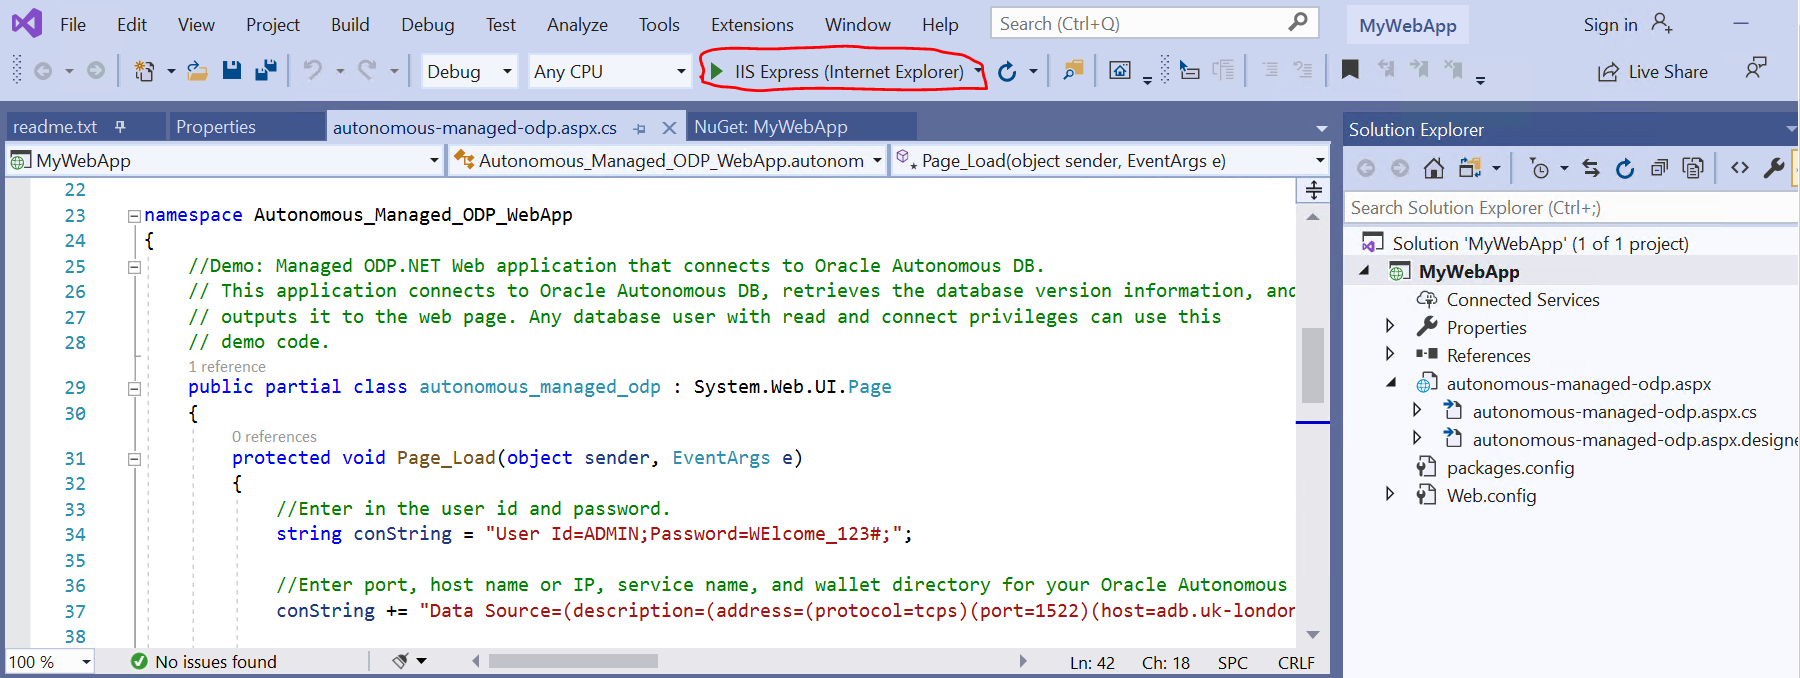 File Edit View Project Build Debug Test Analyze Tools Extensions Window Help Search (Ctrl+Q) MyWebApp Sign in
Debug Any CPU IIS Express (Internet Explorer) Live Share
readme.txt Properties autonomous-managed-odp.aspx.cs NuGet: MyWebApp
MyWebApp Autonomous_Managed_ODP_WebApp.autonom Page_Load(object sender, EventArgs e)
22
23 namespace Autonomous_Managed_ODP_WebApp
24 {
25 //Demo: Managed ODP.NET Web application that connects to Oracle Autonomous DB.
26 // This application connects to Oracle Autonomous DB, retrieves the database version information, and
27 // outputs it to the web page. Any database user with read and connect privileges can use this
28 // demo code.
1 reference
29 public partial class autonomous_managed_odp : System.Web.UI.Page
30 {
0 references
31 protected void Page_Load(object sender, EventArgs e)
32 {
33 //Enter in the user id and password.
34 string conString = "User Id=ADMIN;Password=WElcome_123#;";
35
36 //Enter port, host name or IP, service name, and wallet directory for your Oracle Autonomous
37 conString += "Data Source=(description=(address=(protocol=tcps)(port=1522)(host=adb.uk-london
38
100 % No issues found Ln: 42 Ch: 18 SPC CRLF
Solution Explorer
Search Solution Explorer (Ctrl+;)
Solution 'MyWebApp' (1 of 1 project)
MyWebApp
Connected Services
Properties
References
autonomous-managed-odp.aspx
autonomous-managed-odp.aspx.cs
autonomous-managed-odp.aspx.designe
packages.config
Web.config